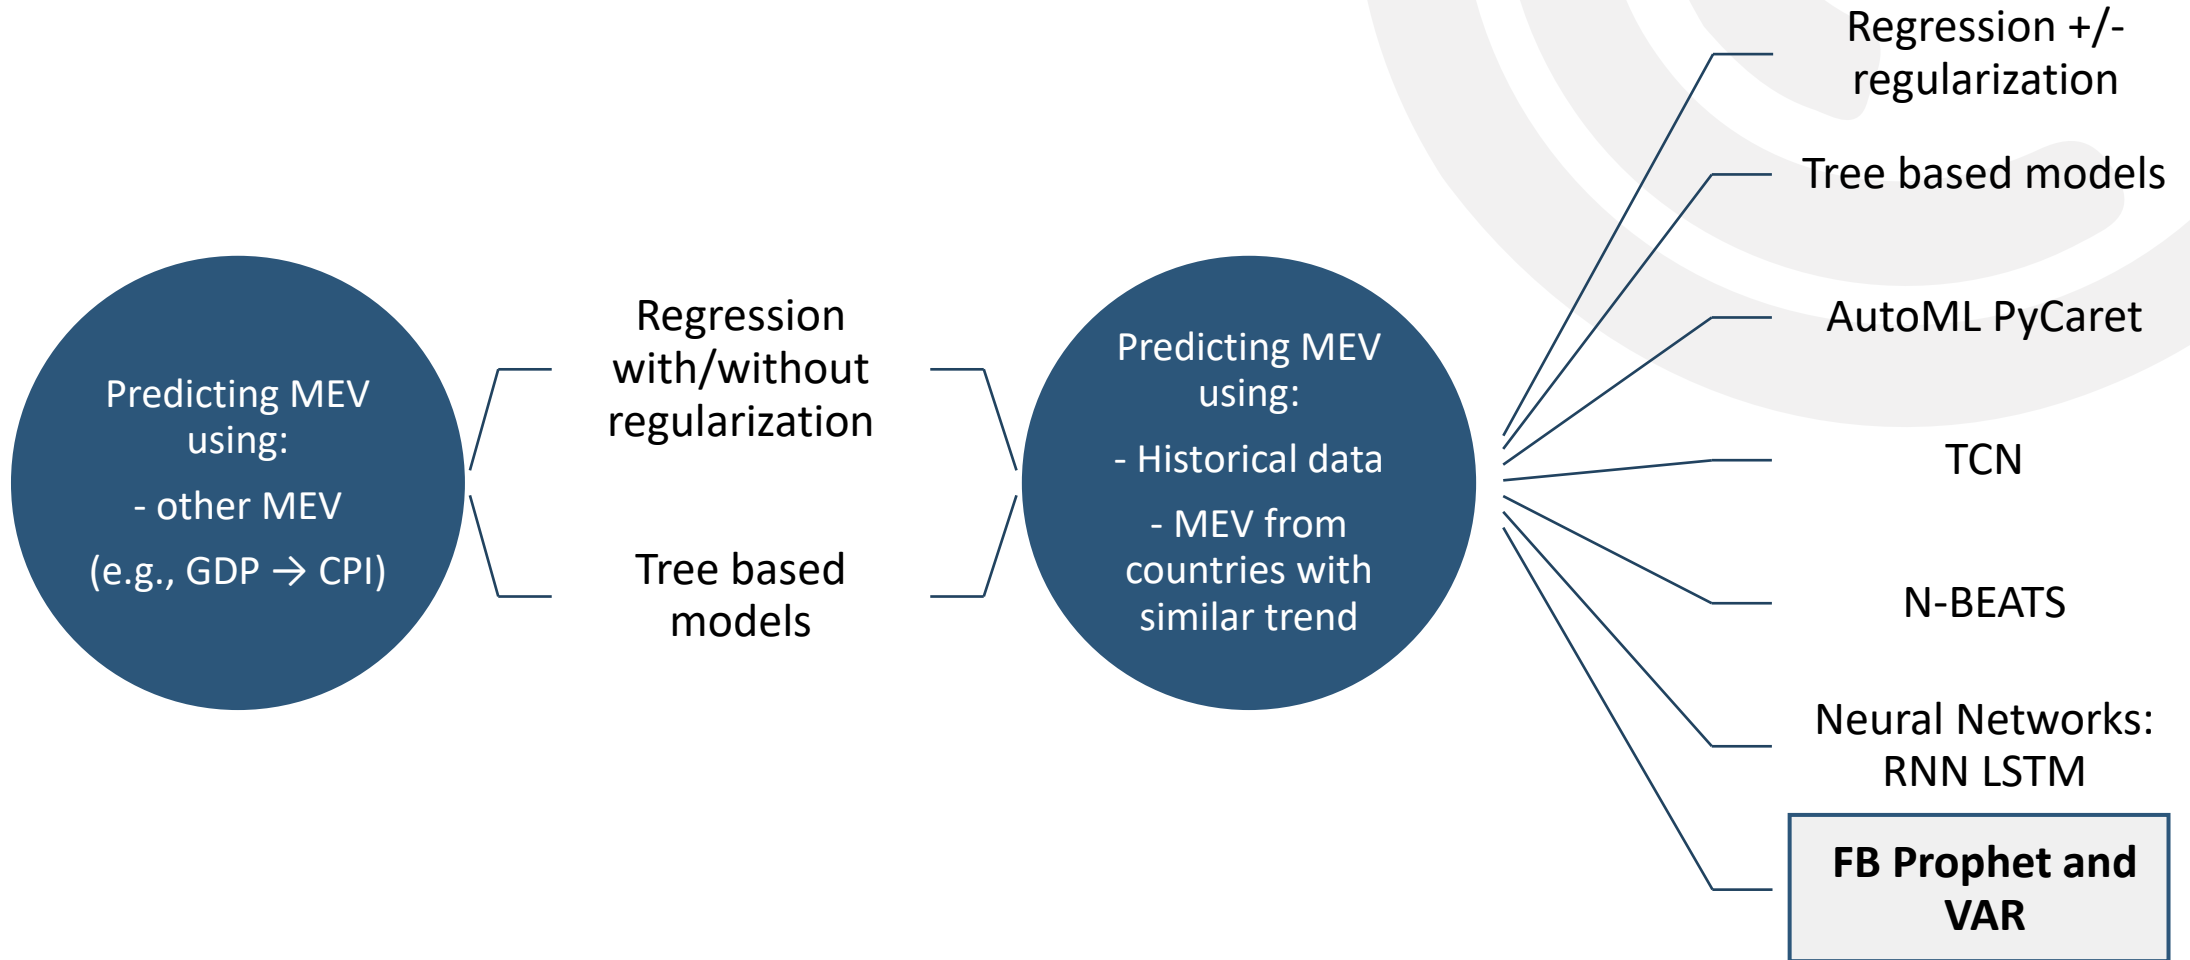 Predicting MEV
using:
- other MEV
(e.g., GDP → CPI)
Regression
with/without
regularization
Tree based
models
Predicting MEV
using:
- Historical data
- MEV from
countries with
similar trend
Regression +/-
regularization
Tree based models
AutoML PyCaret
TCN
N-BEATS
Neural Networks:
RNN LSTM
FB Prophet and
VAR